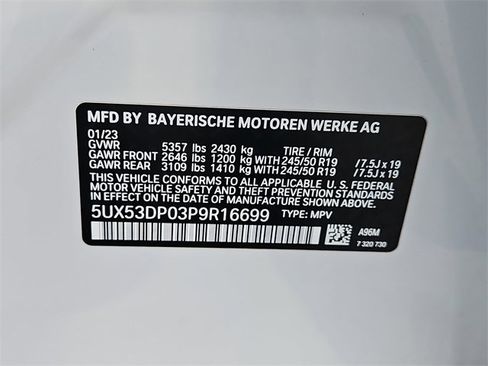 MFD BY BAYERISCHE MOTOREN WERKE AG
01/23
GVWR 5357 lbs 2430 kg TIRE / RIM
GAWR FRONT 2646 lbs 1200 kg WITH 245/50 R19 / 7.5J x 19
GAWR REAR 3109 lbs 1410 kg WITH 245/50 R19 / 7.5J x 19
THIS VEHICLE CONFORMS TO ALL APPLICABLE U. S. FEDERAL
MOTOR VEHICLE SAFETY, BUMPER, AND THEFT PREVENTION STANDARDS
IN EFFECT ON THE DATE OF MANUFACTURE SHOWN ABOVE.
5UX53DP03P9R16699 TYPE: MPV
A96M
7 320 730